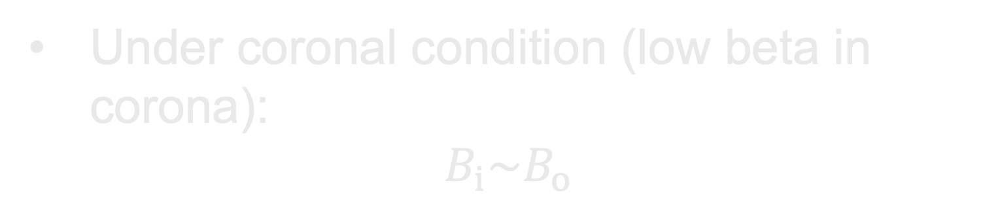 • Under coronal condition (low beta in
corona):
B_i~B_o